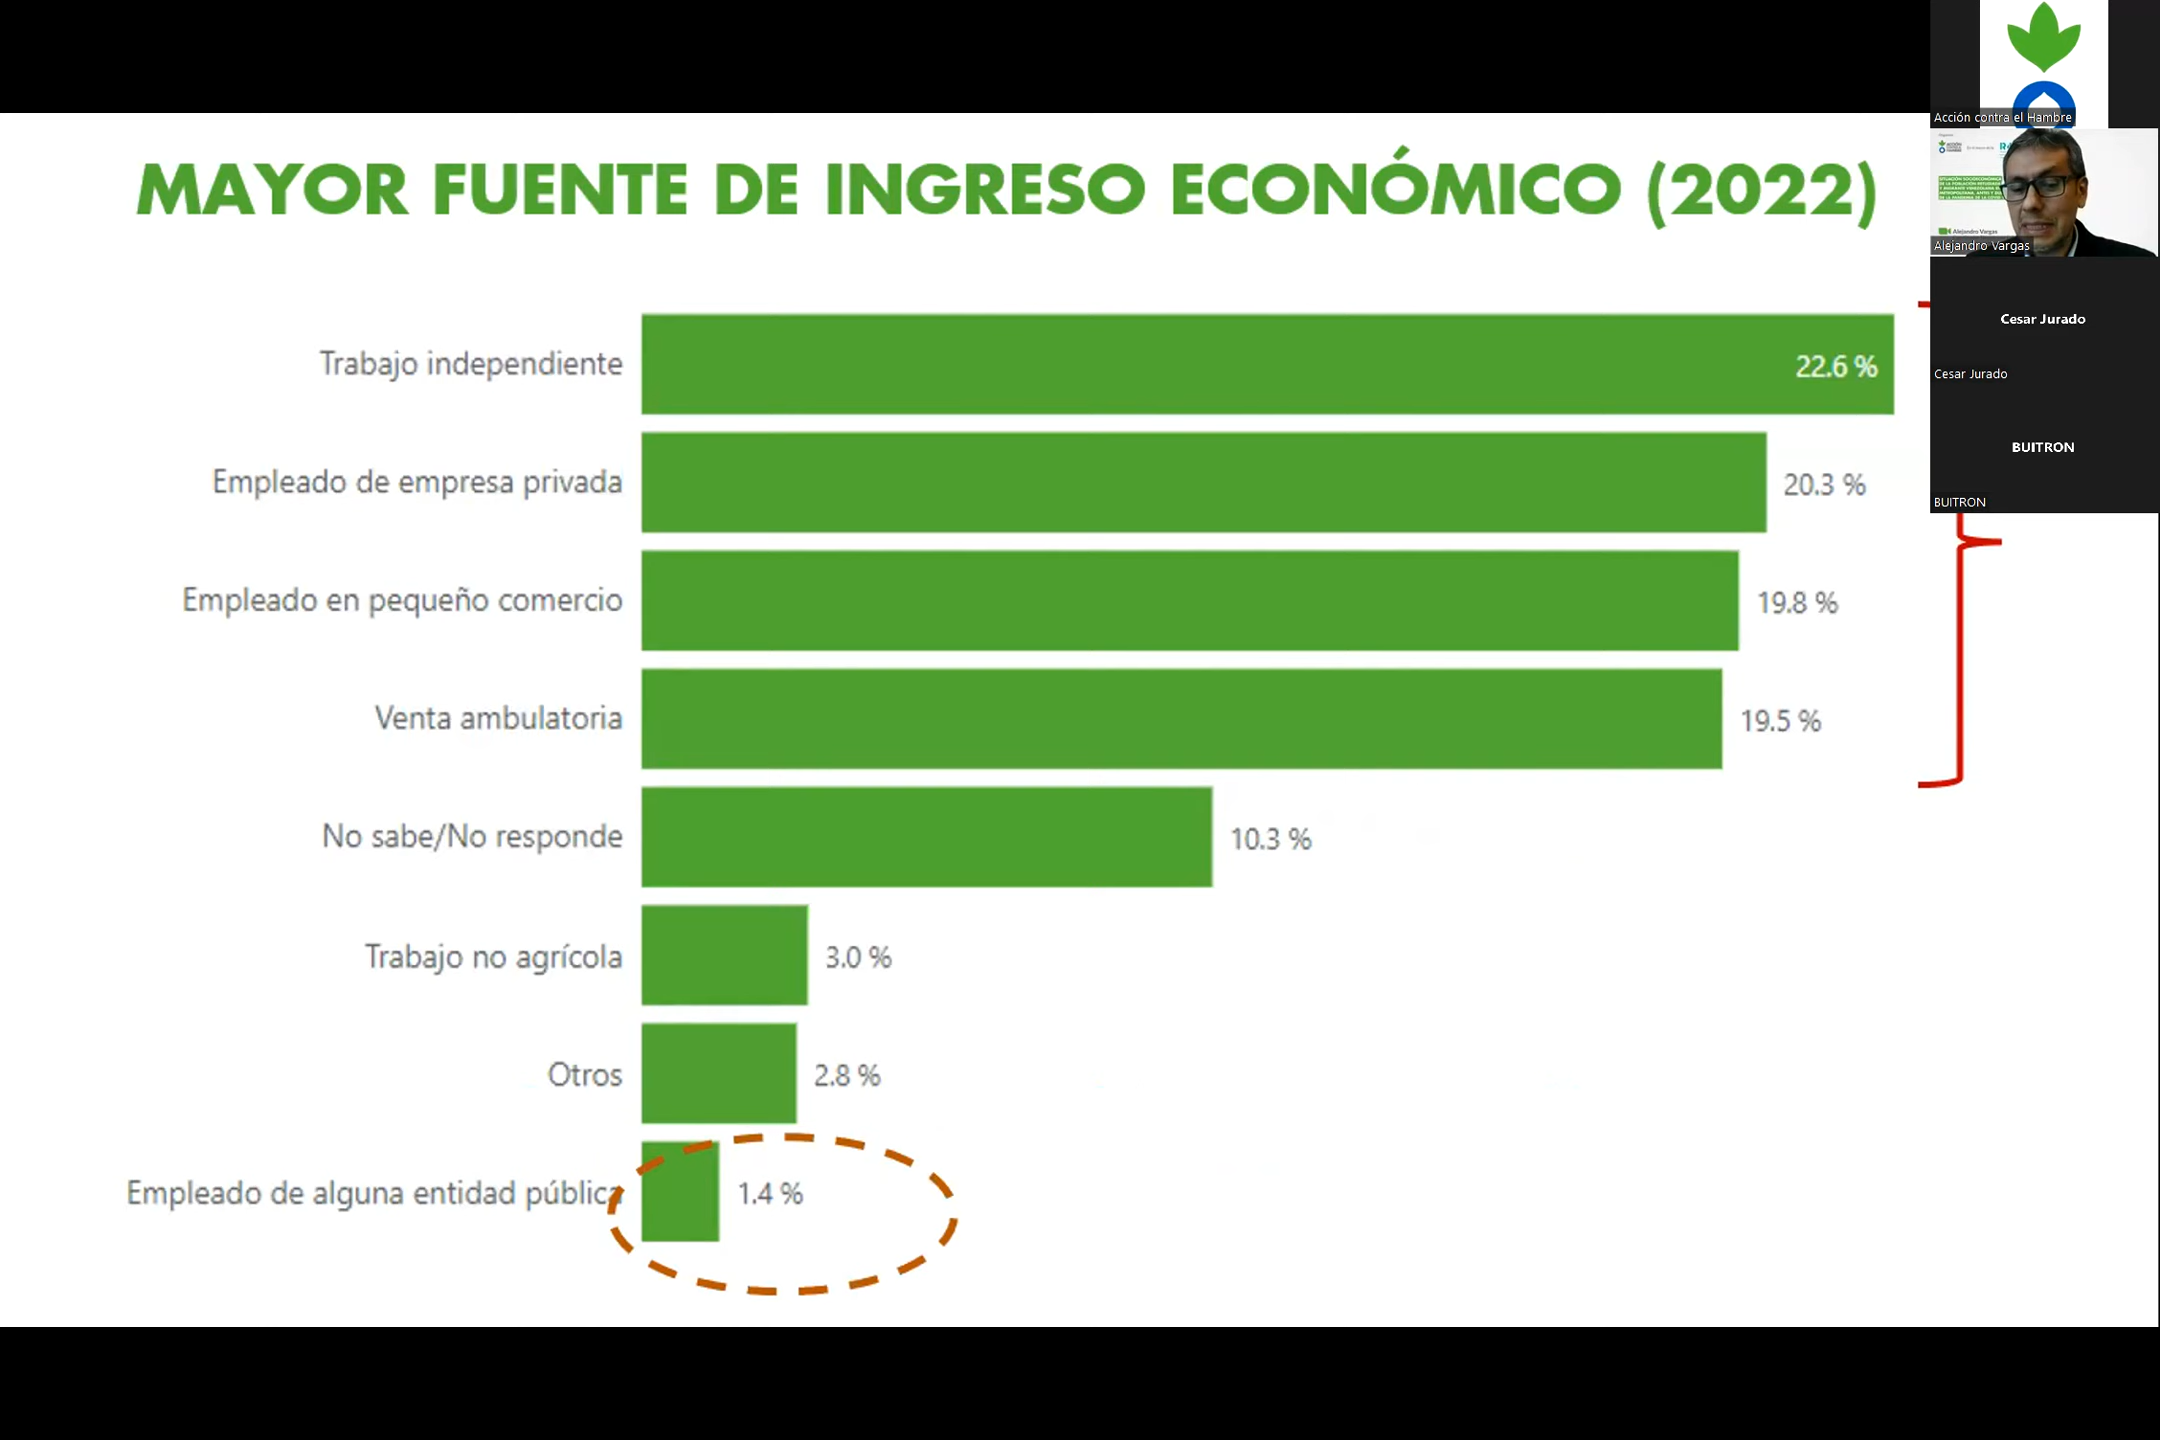 MAYOR FUENTE DE INGRESO ECONÓMICO (2022)
Trabajo independiente
22.6 %
Empleado de empresa privada
20.3 %
Empleado en pequeño comercio
19.8 %
Venta ambulatoria
19.5 %
No sabe/No responde
10.3 %
Trabajo no agrícola
3.0 %
Otros
2.8 %
Empleado de alguna entidad pública
1.4 %
Acción contra el Hambre
Alejandro Vargas
Alejandro Vargas
Cesar Jurado
Cesar Jurado
BUITRON
BUITRON